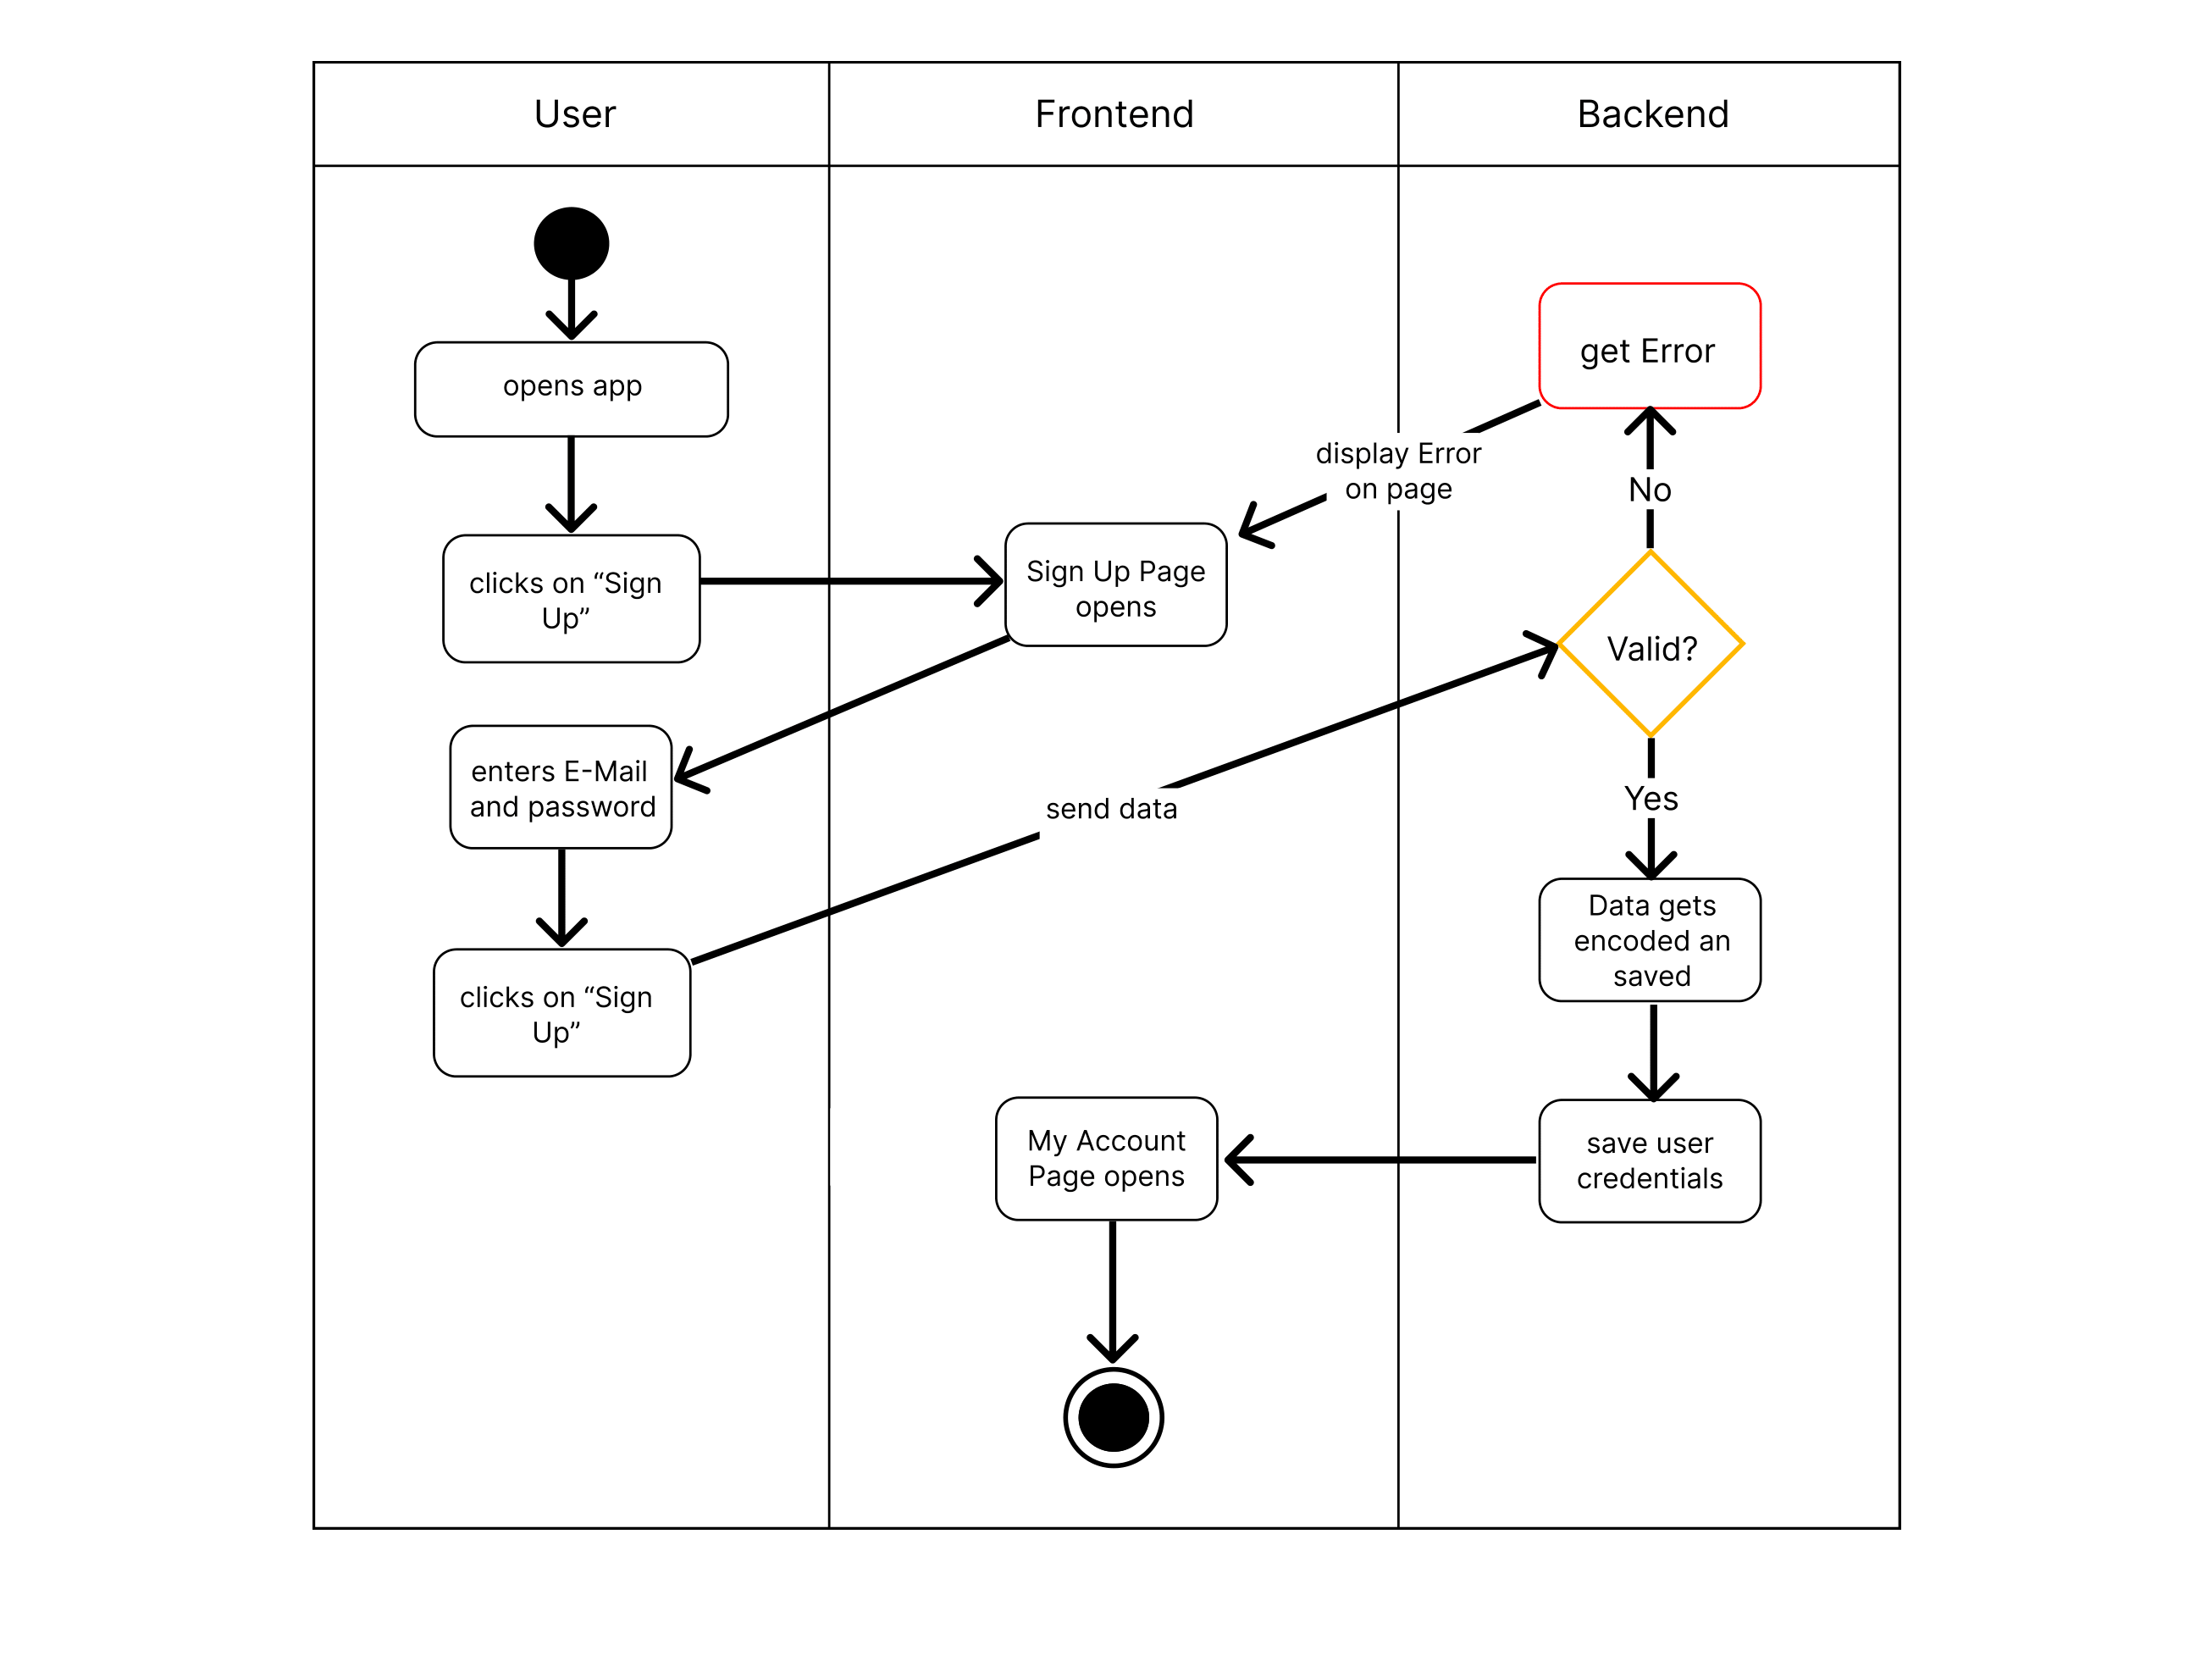 User
Frontend
Backend
opens app
clicks on “Sign
Up”
Sign Up Page
opens
enters E-Mail
and password
clicks on “Sign
Up”
send data
Valid?
No
get Error
display Error
on page
Yes
Data gets
encoded an
saved
save user
credentials
My Account
Page opens